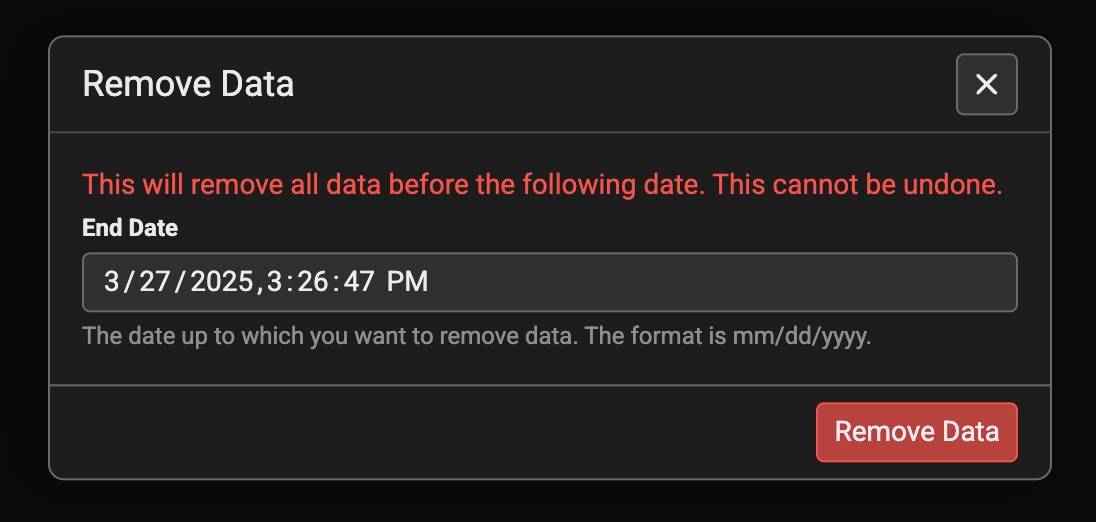 Remove Data
This will remove all data before the following date. This cannot be undone.
End Date
3/27/2025,3:26:47 PM
The date up to which you want to remove data. The format is mm/dd/yyyy.
Remove Data